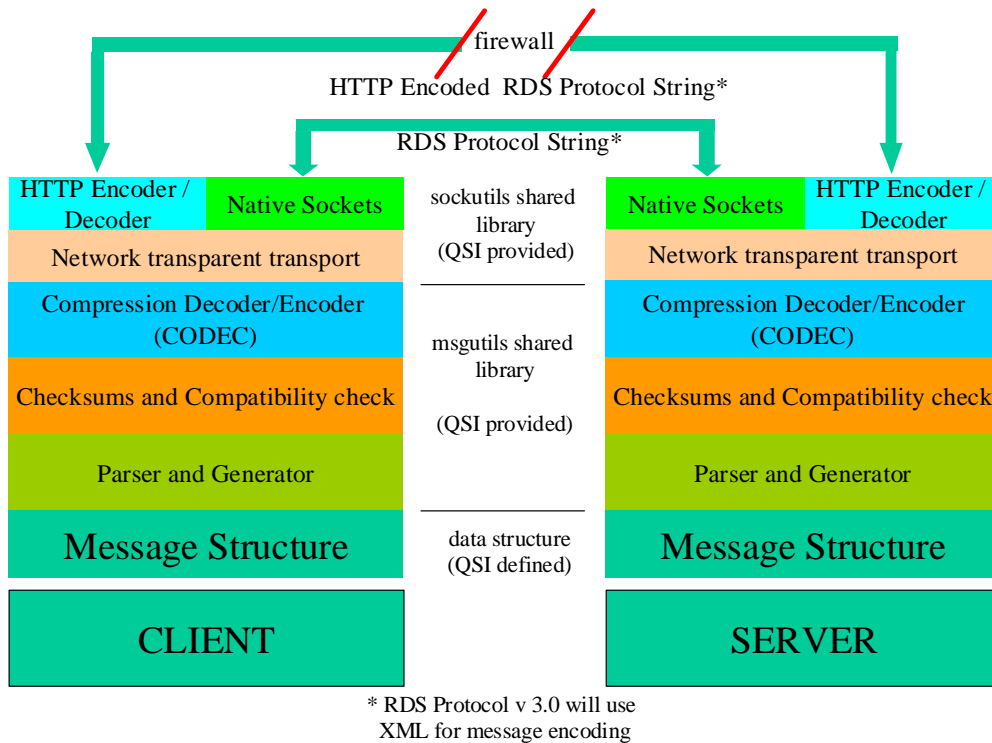 firewall
HTTP Encoded RDS Protocol String*
RDS Protocol String*
HTTP Encoder /
Decoder
Native Sockets
Network transparent transport
Compression Decoder/Encoder
(CODEC)
Checksums and Compatibility check
Parser and Generator
Message Structure
CLIENT
sockutils shared
library
(QSI provided)
msgutils shared
library
(QSI provided)
data structure
(QSI defined)
Native Sockets
HTTP Encoder /
Decoder
Network transparent transport
Compression Decoder/Encoder
(CODEC)
Checksums and Compatibility check
Parser and Generator
Message Structure
SERVER
* RDS Protocol v 3.0 will use
XML for message encoding